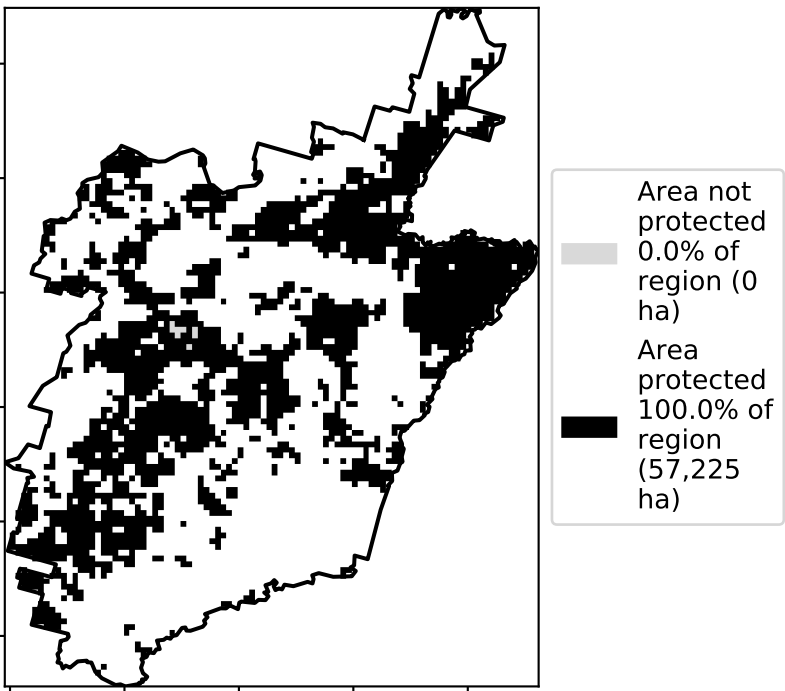 Area not
protected
0.0% of
region (0
ha)
Area
protected
100.0% of
region
(57,225
ha)